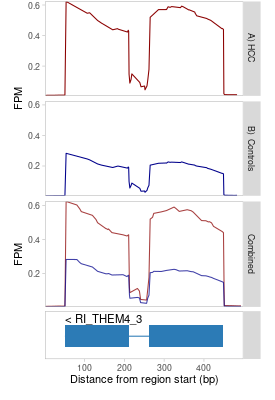 0.6
0.4
0.2
FPM
A) HCC
0.6
0.4
0.2
FPM
B) Controls
0.6
0.4
0.2
FPM
Combined
< RI_THEM4_3
100 200 300 400
Distance from region start (bp)